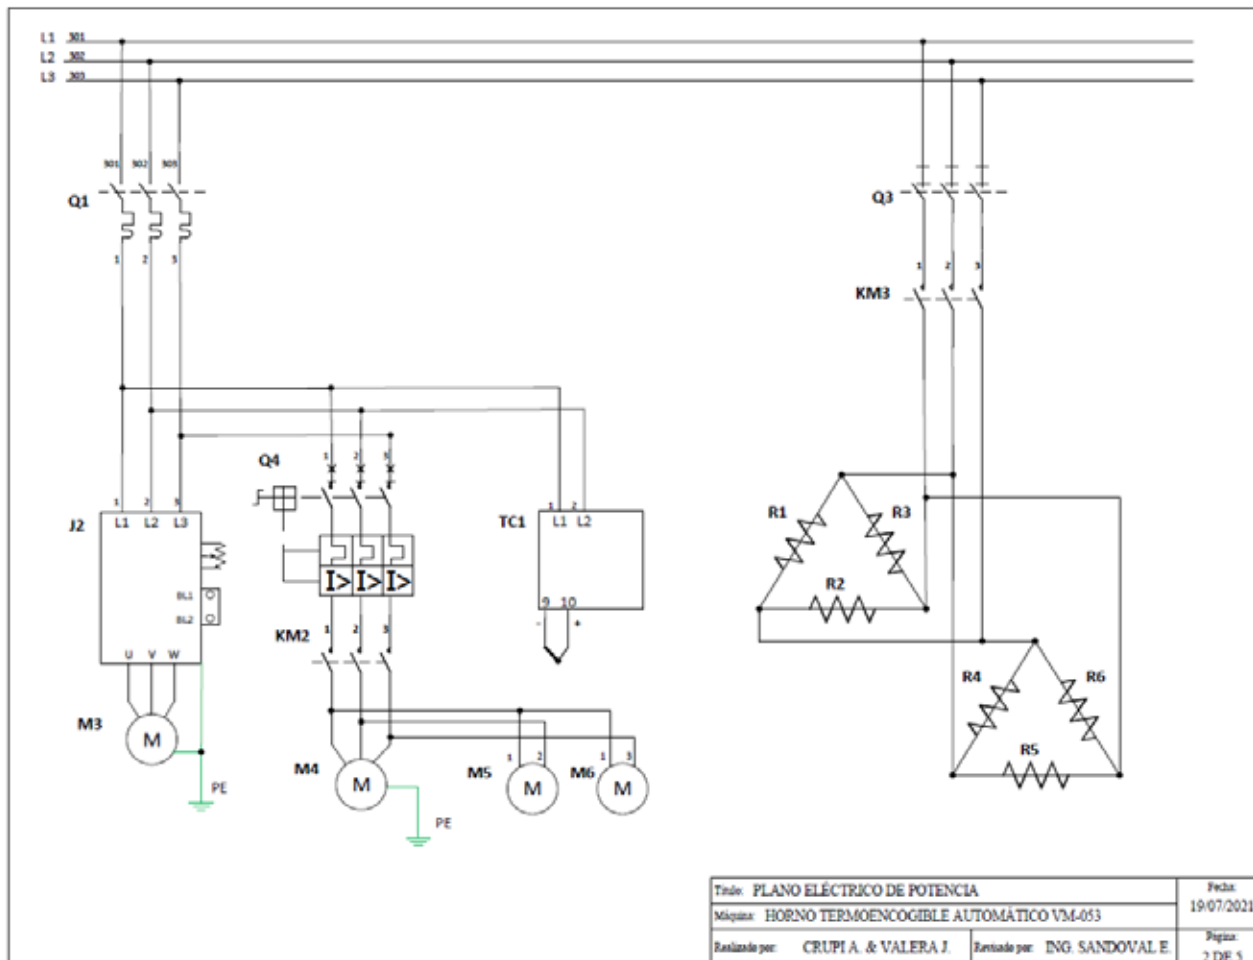 L1 301
L2 302
L3 303
301 302 303
Q1
Q3
1 2 3
1 2 3
KM3
Q4
1 2 3
1 2 3
1 2
J2
L1 L2 L3
TC1
L1 L2
R1
R3
R2
I> I> I>
BL1
BL2
9 10
- +
KM2
1 2 3
U V W
R4
R6
R5
M3
M
M4
M
M5
1 2
M
M6
1 3
M
PE
PE
Título: PLANO ELÉCTRICO DE POTENCIA
Fecha:
19/07/2021
Máquina: HORNO TERMOENCOGIBLE AUTOMÁTICO VM-053
Realizado por: CRUPI A. & VALERA J.
Revisado por: ING. SANDOVAL E.
Página:
2 DE 5